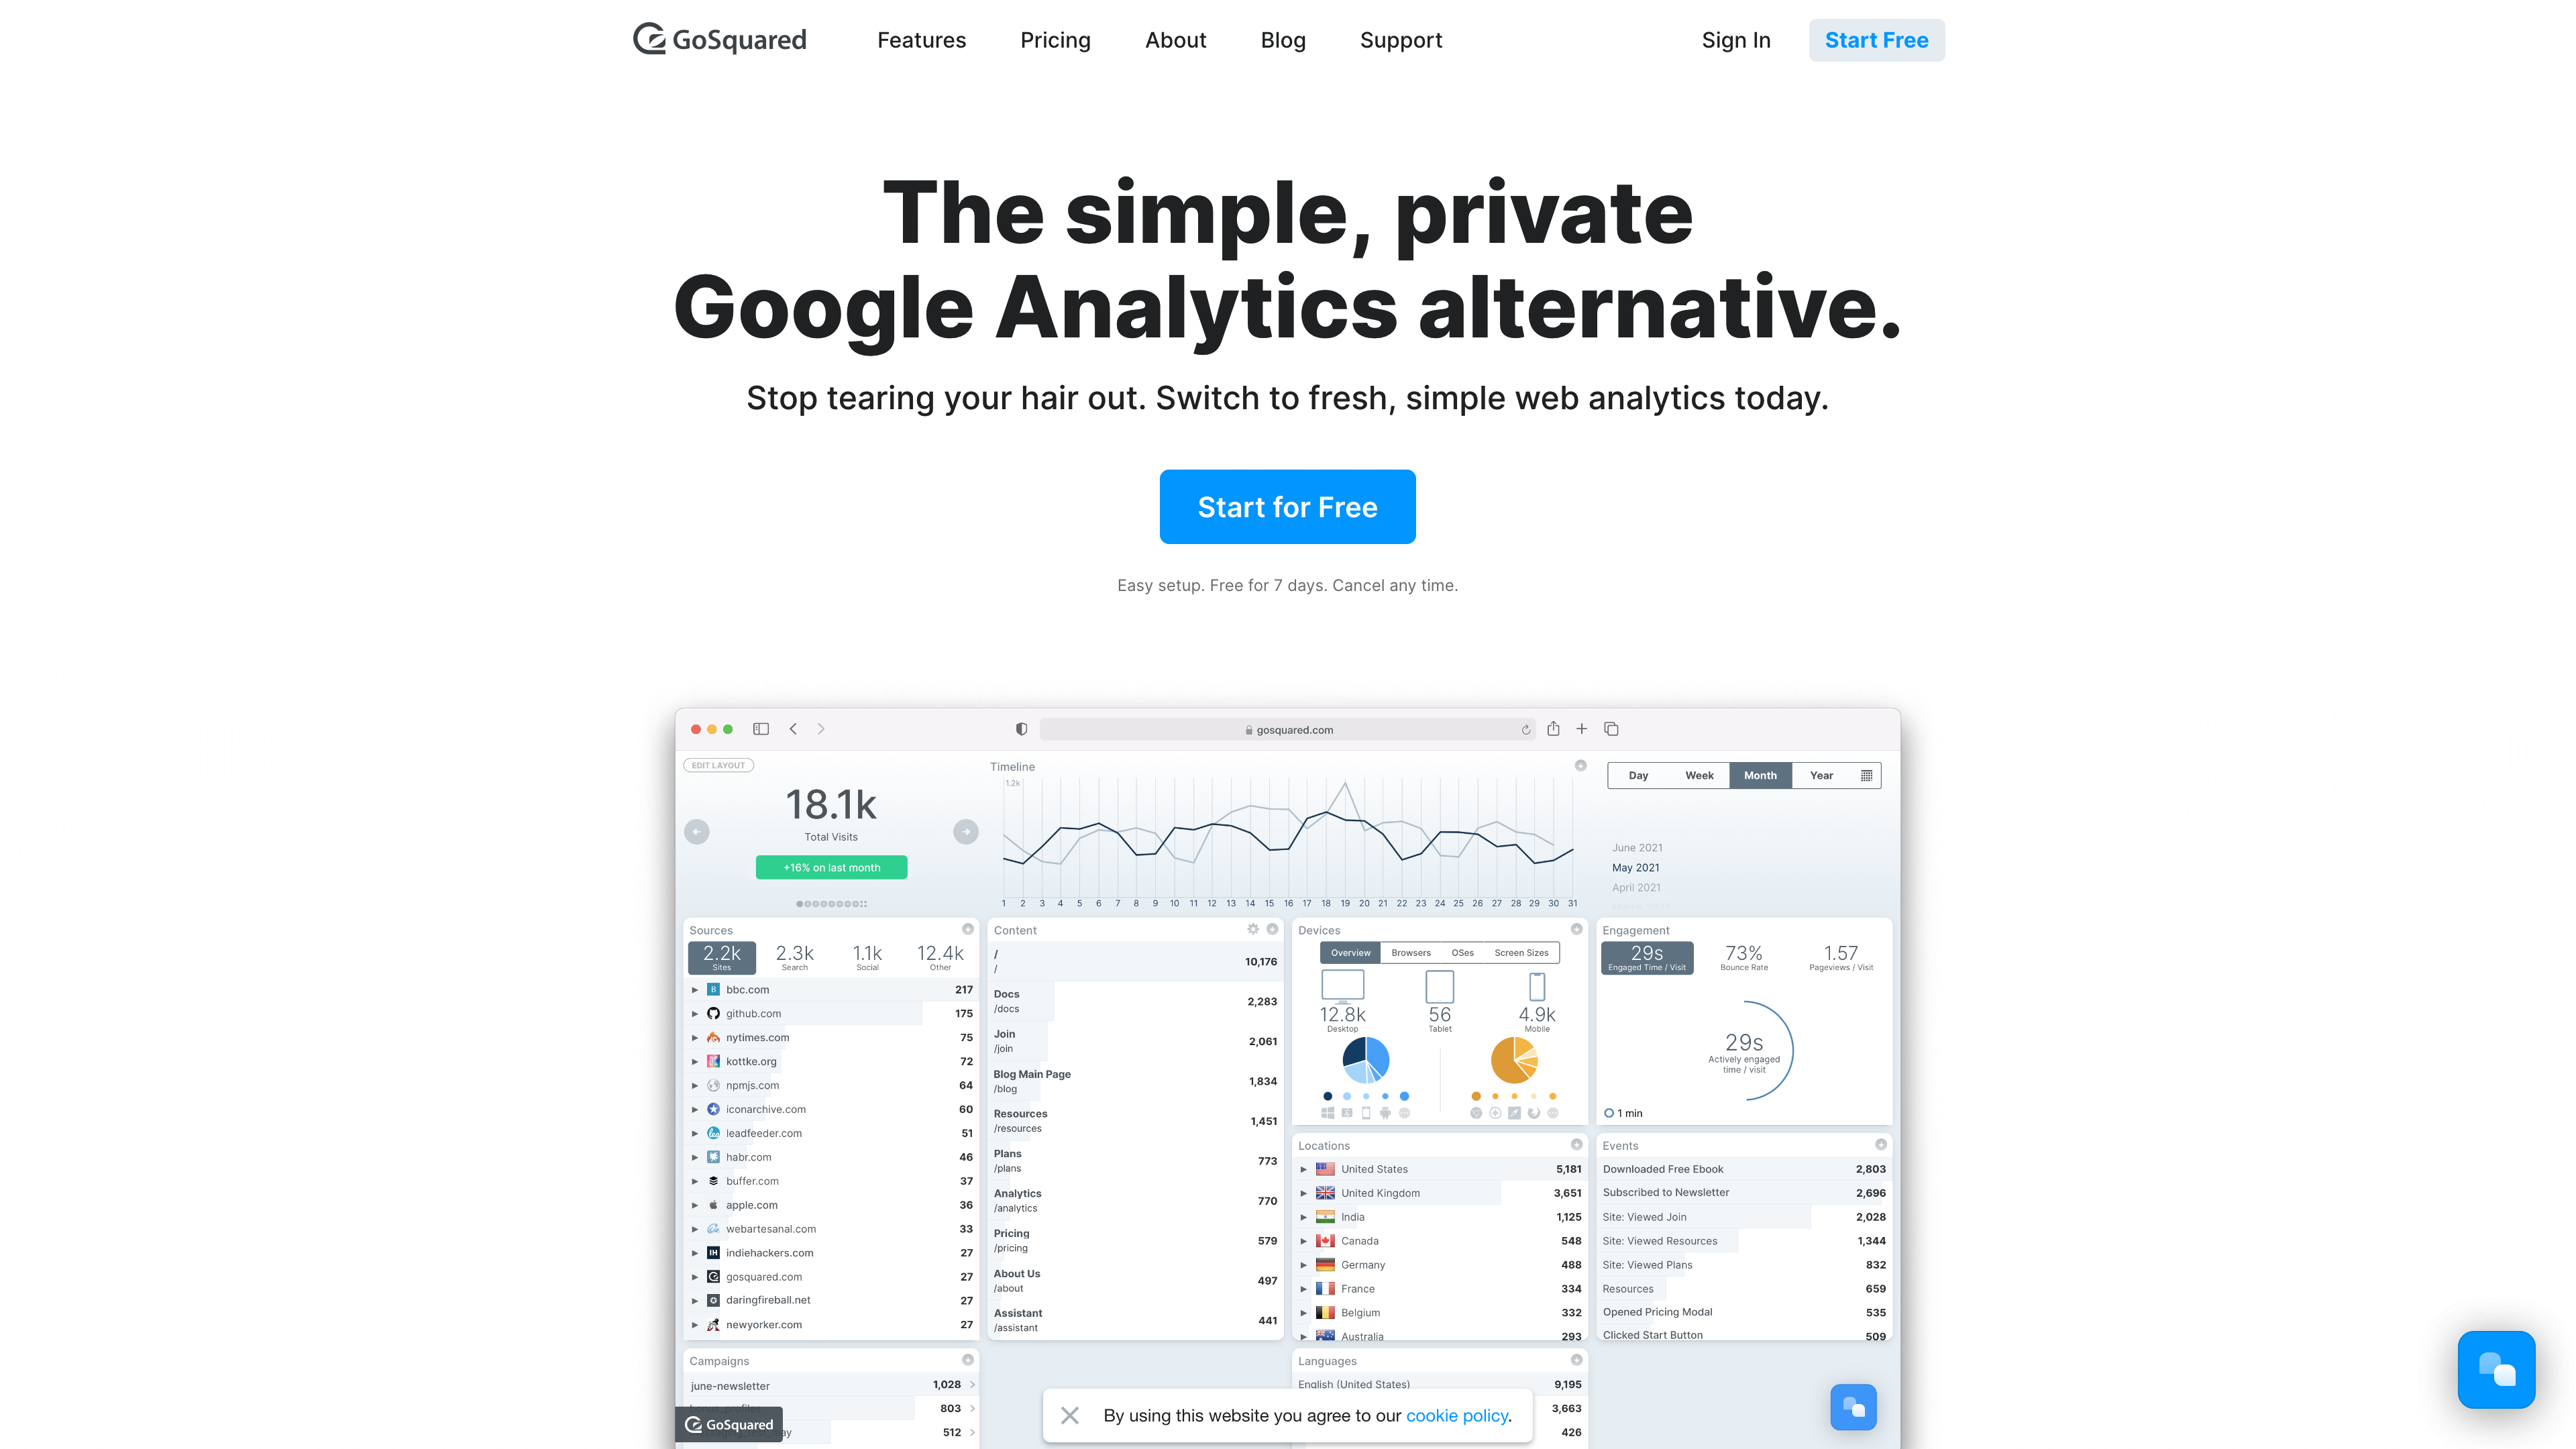 GoSquared
Features
Pricing
About
Blog
Support
Sign In
Start Free
The simple, private
Google Analytics alternative.
Stop tearing your hair out. Switch to fresh, simple web analytics today.
Start for Free
Easy setup. Free for 7 days. Cancel any time.
gosquared.com
EDIT LAYOUT
18.1k
Total Visits
+16% on last month
Timeline
1.2k
1 2 3 4 5 6 7 8 9 10 11 12 13 14 15 16 17 18 19 20 21 22 23 24 25 26 27 28 29 30 31
Day Week Month Year
June 2021
May 2021
April 2021
March 2021
Sources
2.2k 2.3k 1.1k 12.4k
Sites Search Social Other
bbc.com 217
github.com 175
nytimes.com 75
kottke.org 72
npmjs.com 64
iconarchive.com 60
leadfeeder.com 51
habr.com 46
buffer.com 37
apple.com 36
webartesanal.com 33
indiehackers.com 27
gosquared.com 27
daringfireball.net 27
newyorker.com 27
Content
/
/ 10,176
Docs
/docs 2,283
Join
/join 2,061
Blog Main Page
/blog 1,834
Resources
/resources 1,451
Plans
/plans 773
Analytics
/analytics 770
Pricing
/pricing 579
About Us
/about 497
Assistant
/assistant 441
Devices
Overview Browsers OSes Screen Sizes
12.8k 56 4.9k
Desktop Tablet Mobile
Engagement
29s 73% 1.57
Engaged Time / Visit Bounce Rate Pageviews / Visit
29s
Actively engaged
time / visit
1 min
Locations
United States 5,181
United Kingdom 3,651
India 1,125
Canada 548
Germany 488
France 334
Belgium 332
Australia 293
Events
Downloaded Free Ebook 2,803
Subscribed to Newsletter 2,696
Site: Viewed Join 2,028
Site: Viewed Resources 1,344
Site: Viewed Plans 832
Resources 659
Opened Pricing Modal 535
Clicked Start Button 509
Campaigns
june-newsletter 1,028
803
512
GoSquared
Languages
English (United States) 9,195
3,663
426
By using this website you agree to our cookie policy.